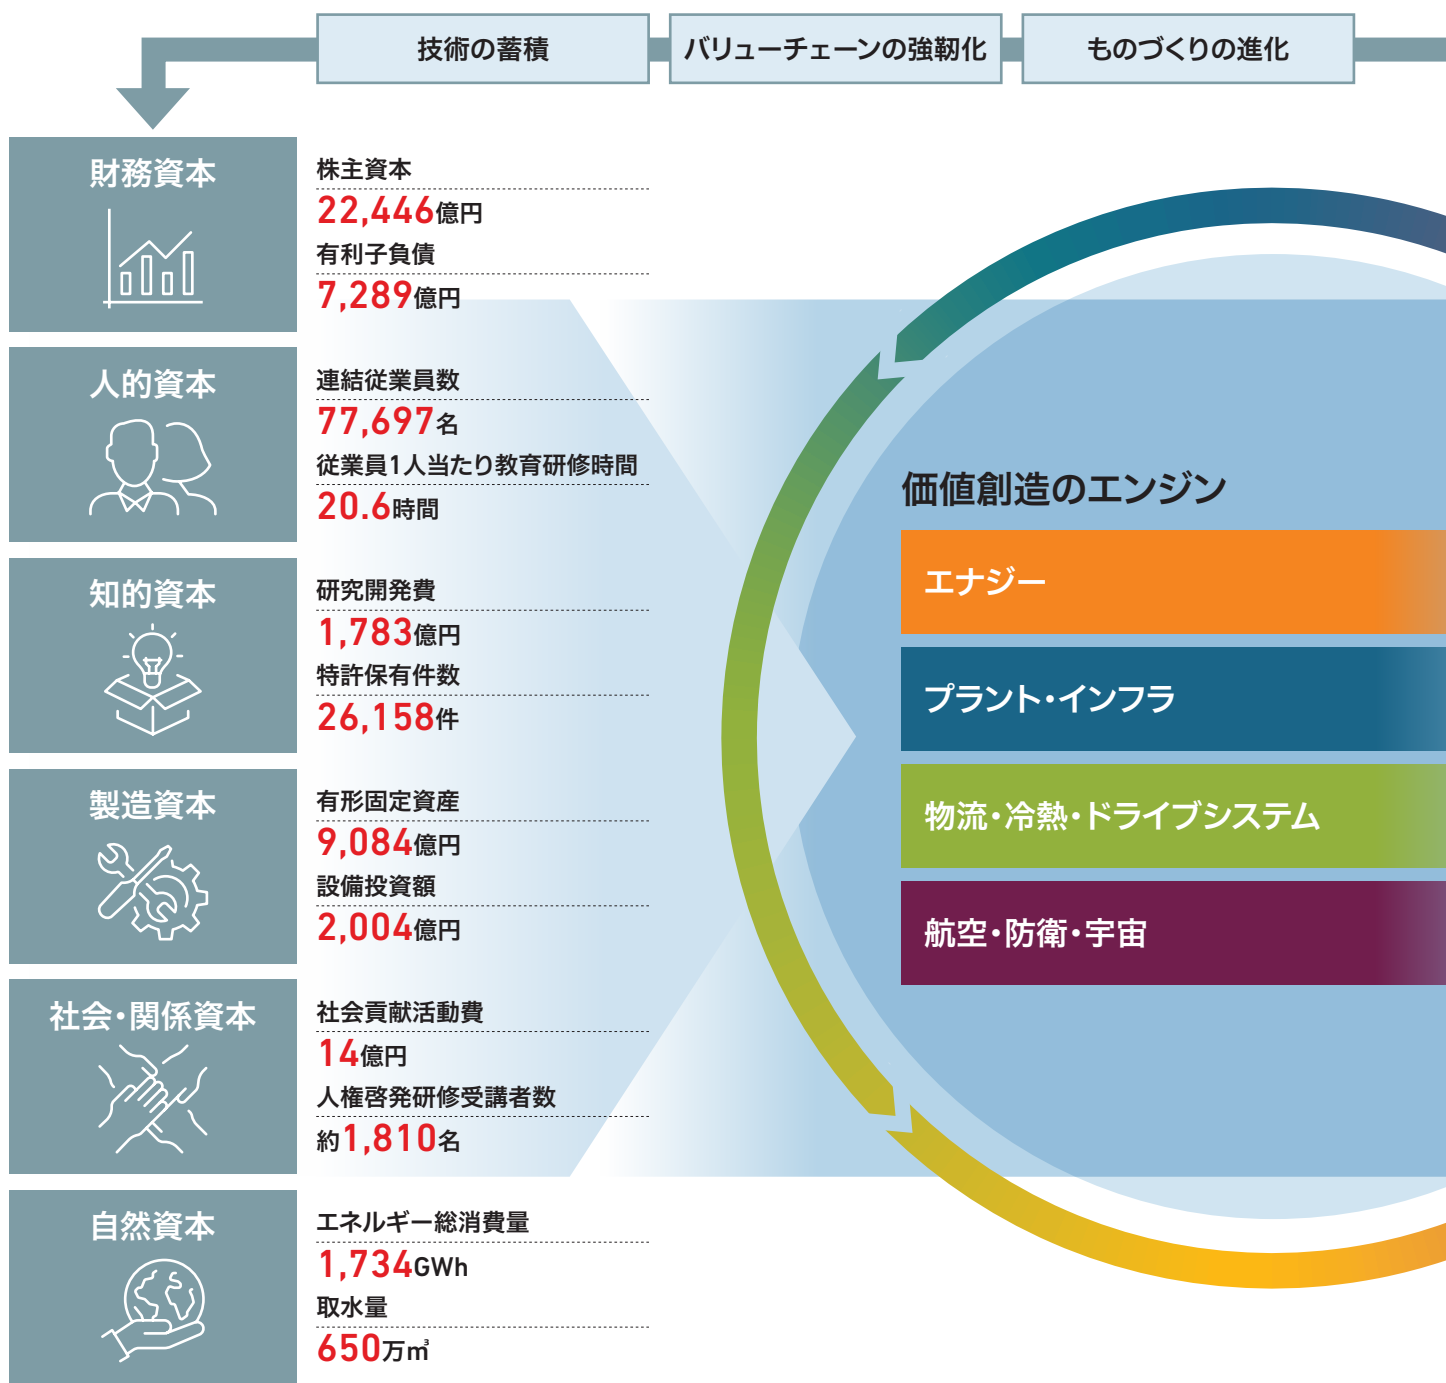 技術の蓄積
バリューチェーンの強靭化
ものづくりの進化
財務資本
株主資本
22,446億円
有利子負債
7,289億円
人的資本
連結従業員数
77,697名
従業員1人当たり教育研修時間
20.6時間
知的資本
研究開発費
1,783億円
特許保有件数
26,158件
製造資本
有形固定資産
9,084億円
設備投資額
2,004億円
社会・関係資本
社会貢献活動費
14億円
人権啓発研修受講者数
約1,810名
自然資本
エネルギー総消費量
1,734GWh
取水量
650万㎥
価値創造のエンジン
エナジー
プラント・インフラ
物流・冷熱・ドライブシステム
航空・防衛・宇宙